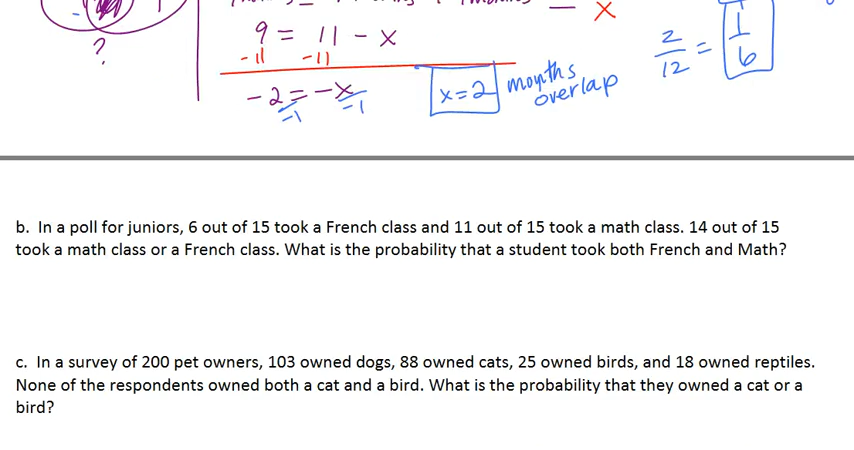 x
9 = 11 - x
-11 -11
?
-2 = -x
-1 -1
x = 2 months
overlap
2/12 = 1/6
b. In a poll for juniors, 6 out of 15 took a French class and 11 out of 15 took a math class. 14 out of 15
took a math class or a French class. What is the probability that a student took both French and Math?
c. In a survey of 200 pet owners, 103 owned dogs, 88 owned cats, 25 owned birds, and 18 owned reptiles.
None of the respondents owned both a cat and a bird. What is the probability that they owned a cat or a
bird?